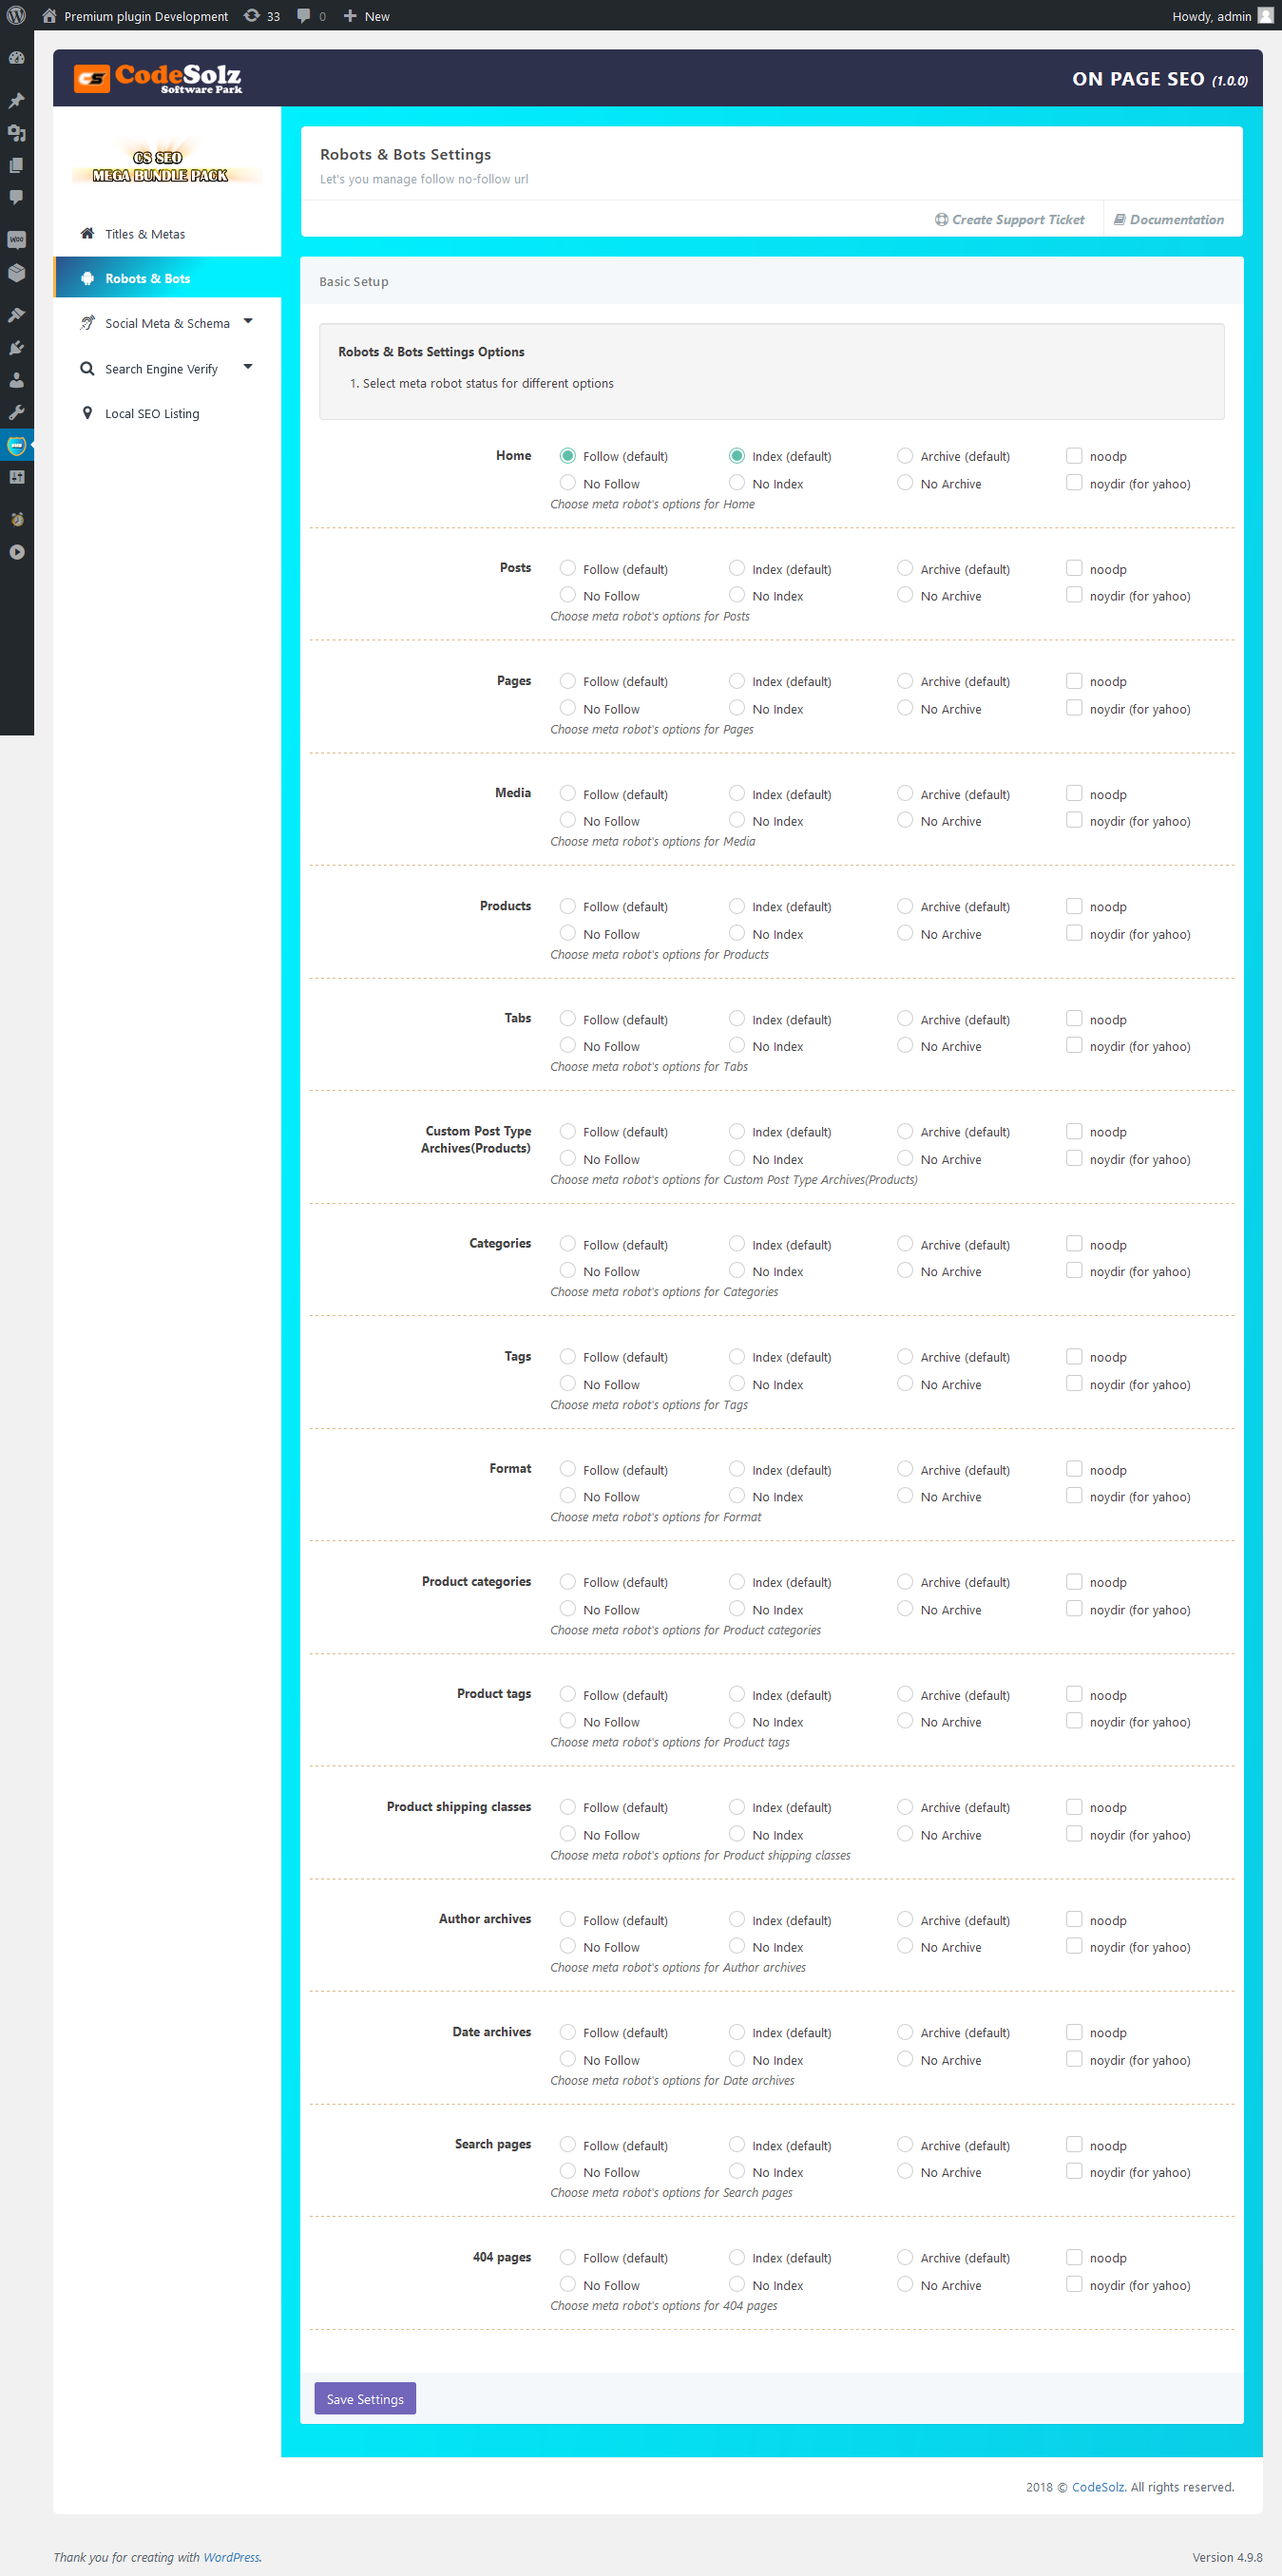 Premium plugin Development 33 0 New Howdy, admin
CS CodeSolz
Software Park
ON PAGE SEO (1.0.0)
CS SEO
MEGA BUNDLE PACK
Titles & Metas
Robots & Bots
Social Meta & Schema
Search Engine Verify
Local SEO Listing
Robots & Bots Settings
Let's you manage follow no-follow url
Create Support Ticket Documentation
Basic Setup
Robots & Bots Settings Options
1. Select meta robot status for different options
Home Follow (default) Index (default) Archive (default) noodp
No Follow No Index No Archive noydir (for yahoo)
Choose meta robot's options for Home
Posts Follow (default) Index (default) Archive (default) noodp
No Follow No Index No Archive noydir (for yahoo)
Choose meta robot's options for Posts
Pages Follow (default) Index (default) Archive (default) noodp
No Follow No Index No Archive noydir (for yahoo)
Choose meta robot's options for Pages
Media Follow (default) Index (default) Archive (default) noodp
No Follow No Index No Archive noydir (for yahoo)
Choose meta robot's options for Media
Products Follow (default) Index (default) Archive (default) noodp
No Follow No Index No Archive noydir (for yahoo)
Choose meta robot's options for Products
Tabs Follow (default) Index (default) Archive (default) noodp
No Follow No Index No Archive noydir (for yahoo)
Choose meta robot's options for Tabs
Custom Post Type Follow (default) Index (default) Archive (default) noodp
Archives(Products) No Follow No Index No Archive noydir (for yahoo)
Choose meta robot's options for Custom Post Type Archives(Products)
Categories Follow (default) Index (default) Archive (default) noodp
No Follow No Index No Archive noydir (for yahoo)
Choose meta robot's options for Categories
Tags Follow (default) Index (default) Archive (default) noodp
No Follow No Index No Archive noydir (for yahoo)
Choose meta robot's options for Tags
Format Follow (default) Index (default) Archive (default) noodp
No Follow No Index No Archive noydir (for yahoo)
Choose meta robot's options for Format
Product categories Follow (default) Index (default) Archive (default) noodp
No Follow No Index No Archive noydir (for yahoo)
Choose meta robot's options for Product categories
Product tags Follow (default) Index (default) Archive (default) noodp
No Follow No Index No Archive noydir (for yahoo)
Choose meta robot's options for Product tags
Product shipping classes Follow (default) Index (default) Archive (default) noodp
No Follow No Index No Archive noydir (for yahoo)
Choose meta robot's options for Product shipping classes
Author archives Follow (default) Index (default) Archive (default) noodp
No Follow No Index No Archive noydir (for yahoo)
Choose meta robot's options for Author archives
Date archives Follow (default) Index (default) Archive (default) noodp
No Follow No Index No Archive noydir (for yahoo)
Choose meta robot's options for Date archives
Search pages Follow (default) Index (default) Archive (default) noodp
No Follow No Index No Archive noydir (for yahoo)
Choose meta robot's options for Search pages
404 pages Follow (default) Index (default) Archive (default) noodp
No Follow No Index No Archive noydir (for yahoo)
Choose meta robot's options for 404 pages
Save Settings
2018 © CodeSolz. All rights reserved.
Thank you for creating with WordPress. Version 4.9.8